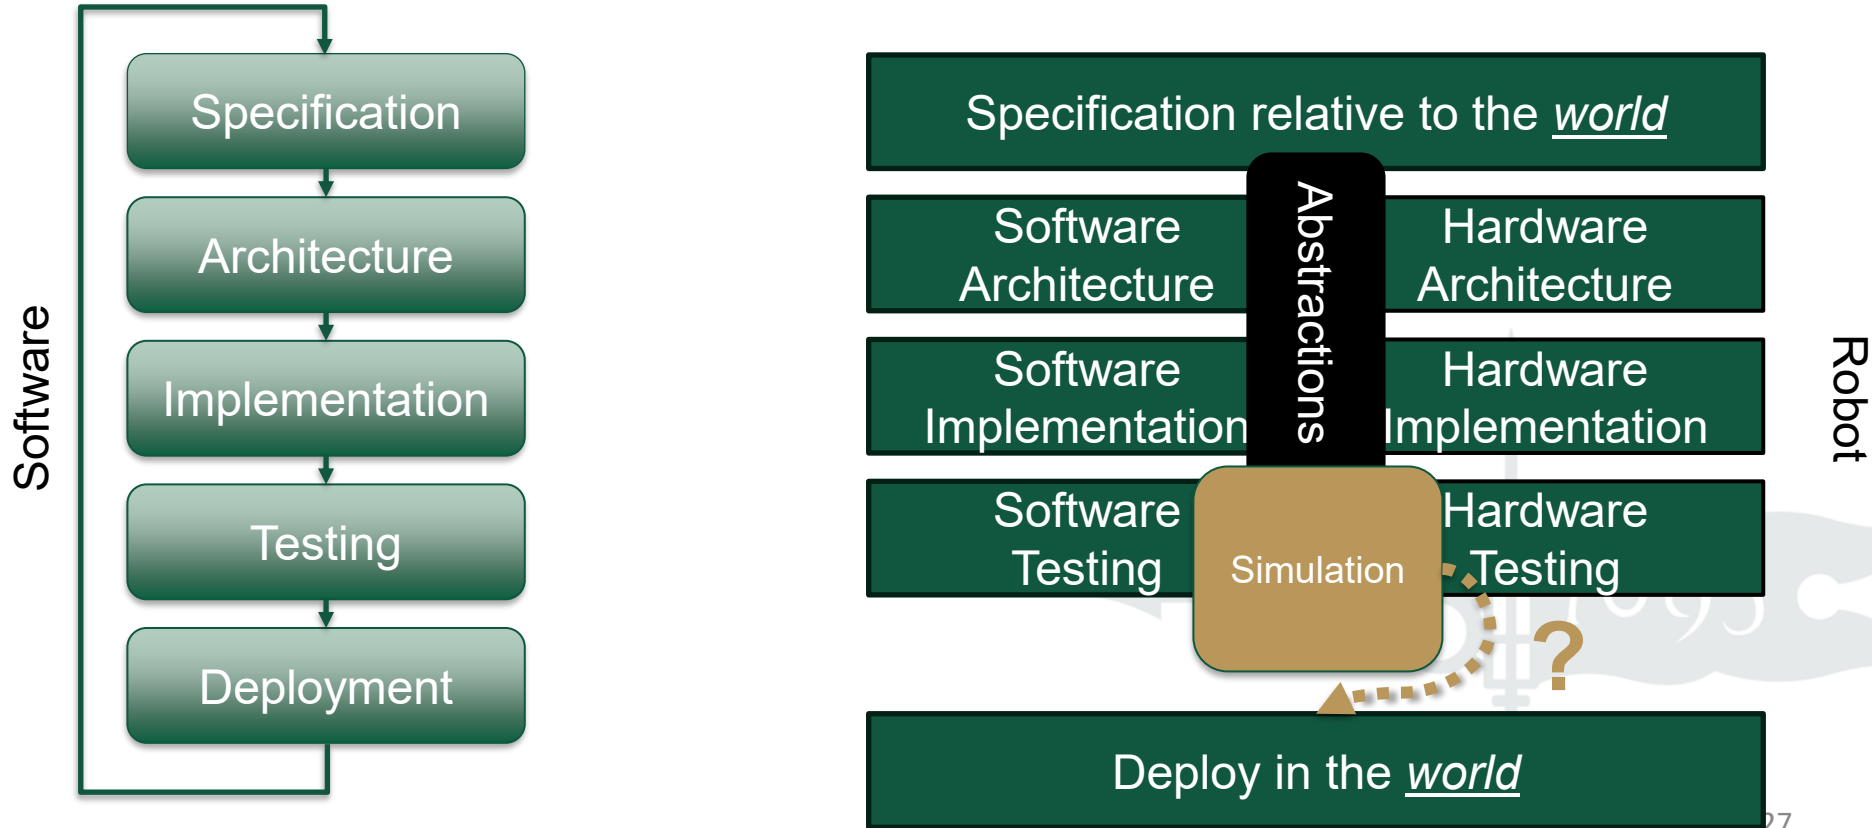 Software
Specification
Architecture
Implementation
Testing
Deployment
Specification relative to the world
Software
Architecture
Hardware
Architecture
Abstractions
Software
Implementation
Hardware
Implementation
Software
Testing
Simulation
Hardware
Testing
?
Deploy in the world
Robot
27